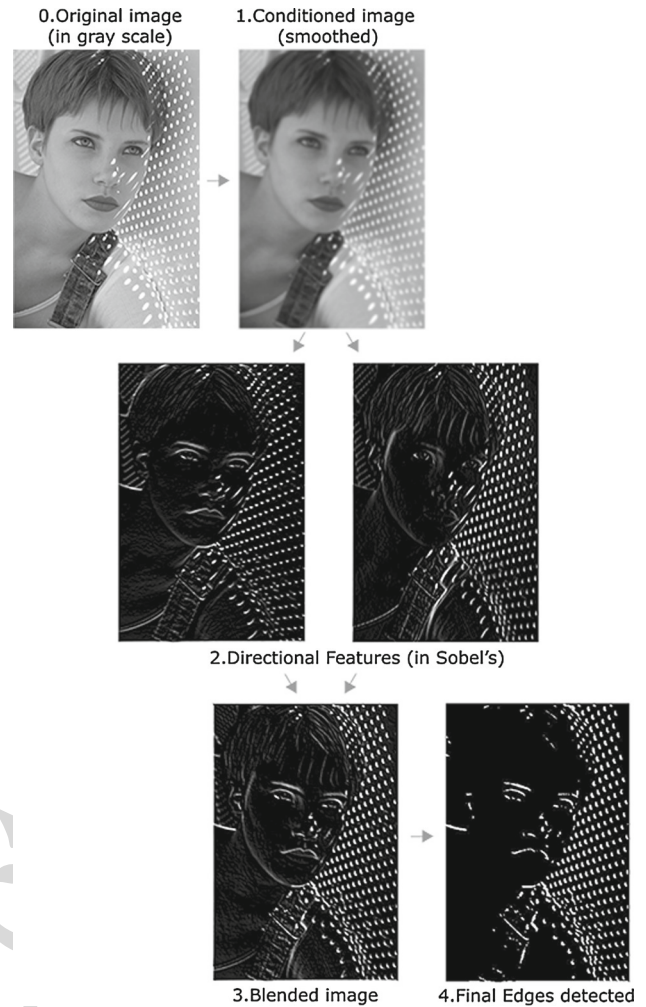 0.Original image
(in gray scale)
1.Conditioned image
(smoothed)
2.Directional Features (in Sobel's)
3.Blended image
4.Final Edges detected